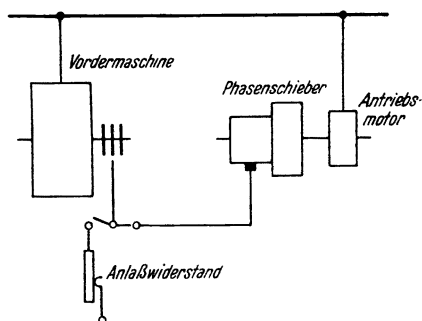 Vordermaschine
Phasenschieber
Antriebs-
motor
Anlaßwiderstand